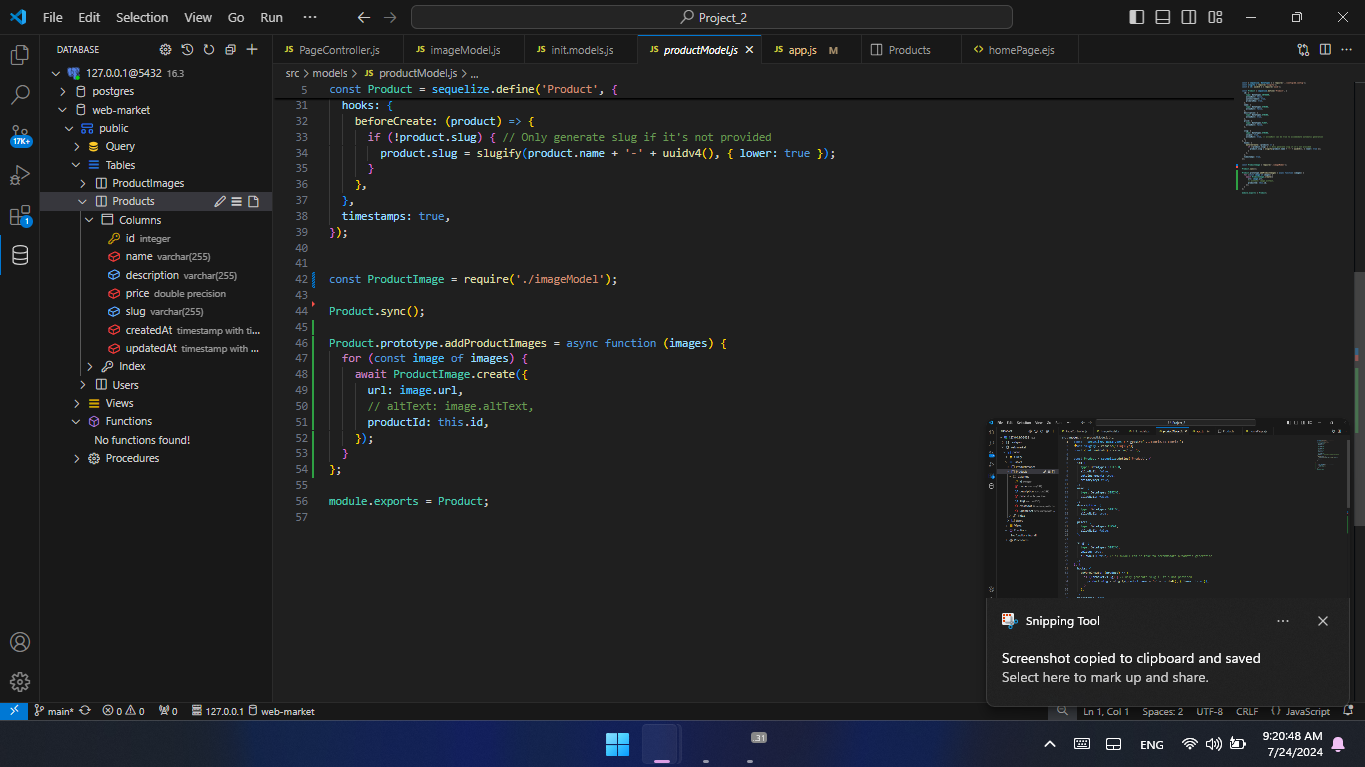 File Edit Selection View Go Run ···
Project_2
DATABASE
127.0.0.1@5432 16.3
postgres
web-market
public
Query
Tables
ProductImages
Products
Columns
id integer
name varchar(255)
description varchar(255)
price double precision
slug varchar(255)
createdAt timestamp with ti...
updatedAt timestamp with ...
Index
Users
Views
Functions
No functions found!
Procedures
17K+
1
JS PageController.js
JS imageModel.js
JS init.models.js
JS productModel.js
JS app.js M
Products
homePage.ejs
src > models > JS productModel.js > ...
5 const Product = sequelize.define('Product', {
31 hooks: {
32 beforeCreate: (product) => {
33 if (!product.slug) { // Only generate slug if it's not provided
34 product.slug = slugify(product.name + '-' + uuidv4(), { lower: true });
35 }
36 },
37 },
38 timestamps: true,
39 });
40
41
42 const ProductImage = require('./imageModel');
43
44 Product.sync();
45
46 Product.prototype.addProductImages = async function (images) {
47 for (const image of images) {
48 await ProductImage.create({
49 url: image.url,
50 // altText: image.altText,
51 productId: this.id,
52 });
53 }
54 };
55
56 module.exports = Product;
57
Snipping Tool
Screenshot copied to clipboard and saved
Select here to mark up and share.
main* 0 0 0 127.0.0.1 web-market
Ln 1, Col 1 Spaces: 2 UTF-8 CRLF {} JavaScript
31
ENG
9:20:48 AM
7/24/2024